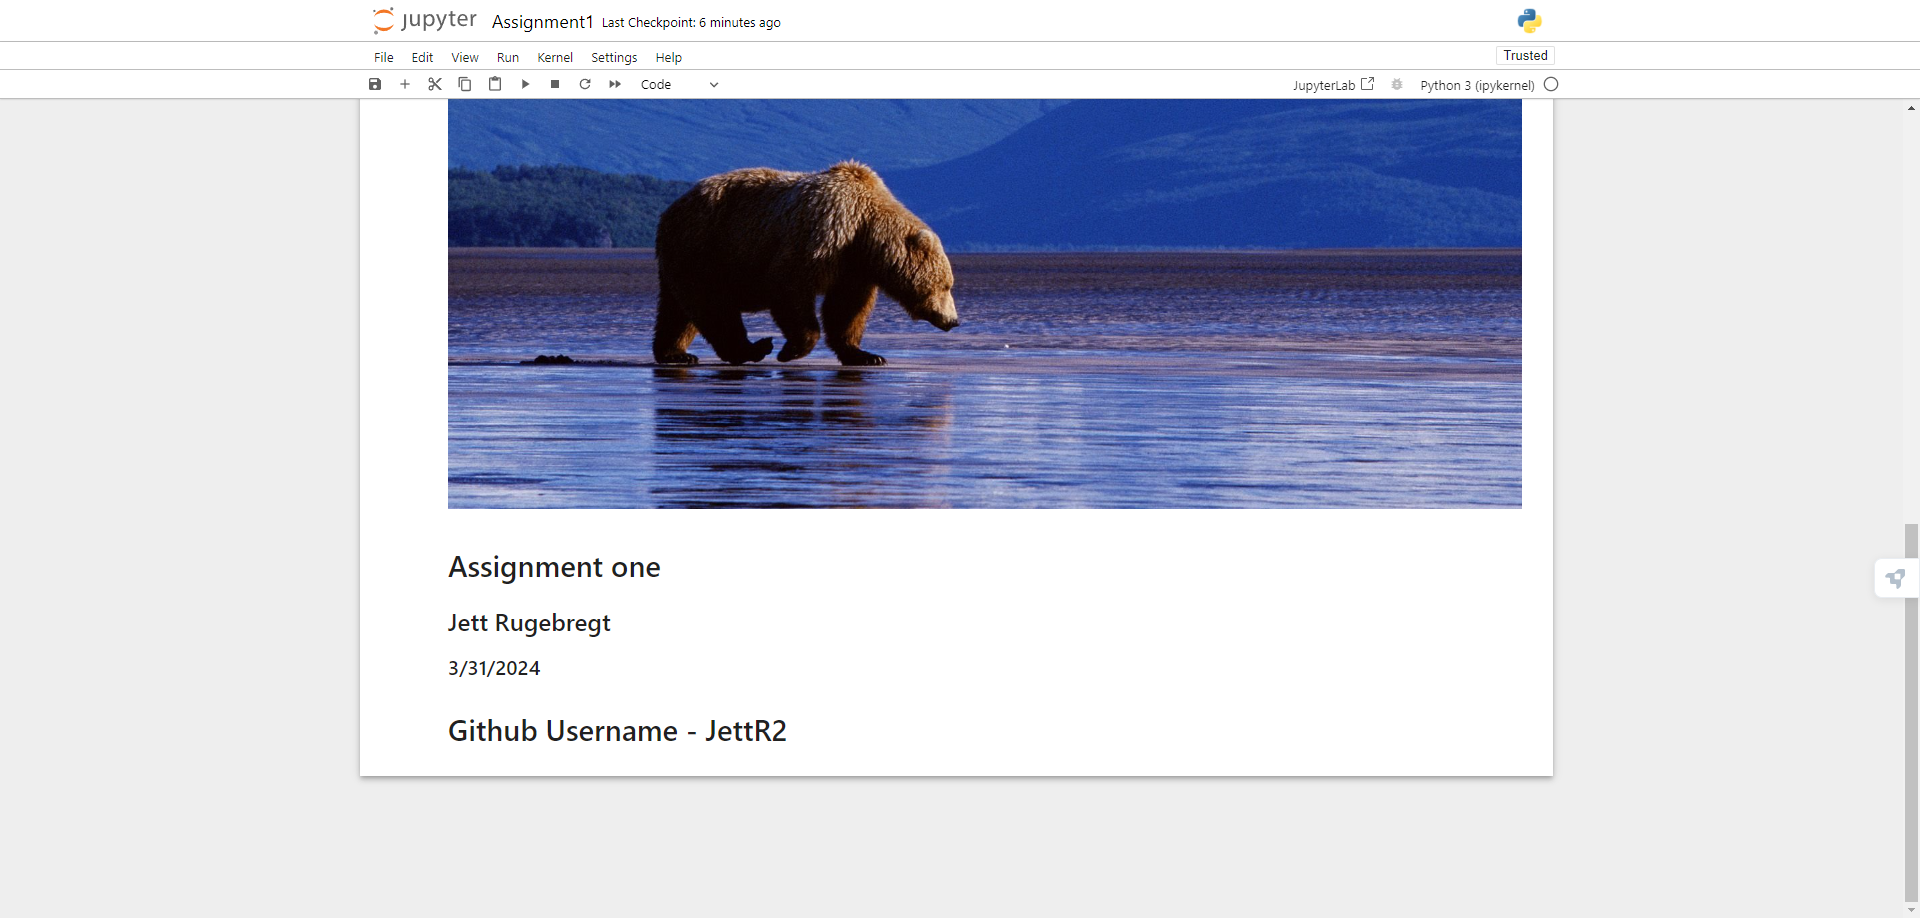 jupyter Assignment1 Last Checkpoint: 6 minutes ago
File Edit View Run Kernel Settings Help Trusted
Code JupyterLab Python 3 (ipykernel)
Assignment one
Jett Rugebregt
3/31/2024
Github Username - JettR2